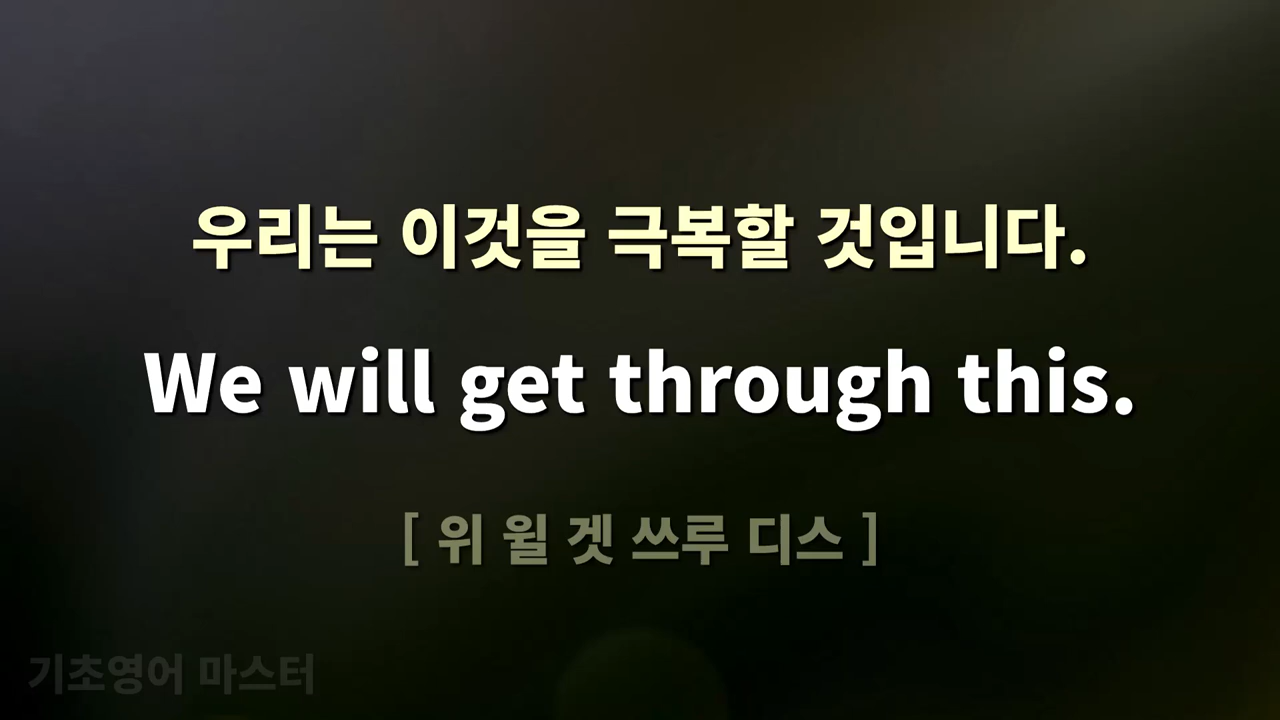 우리는 이것을 극복할 것입니다.
We will get through this.
[ 위 윌 겟 쓰루 디스 ]
기초영어 마스터